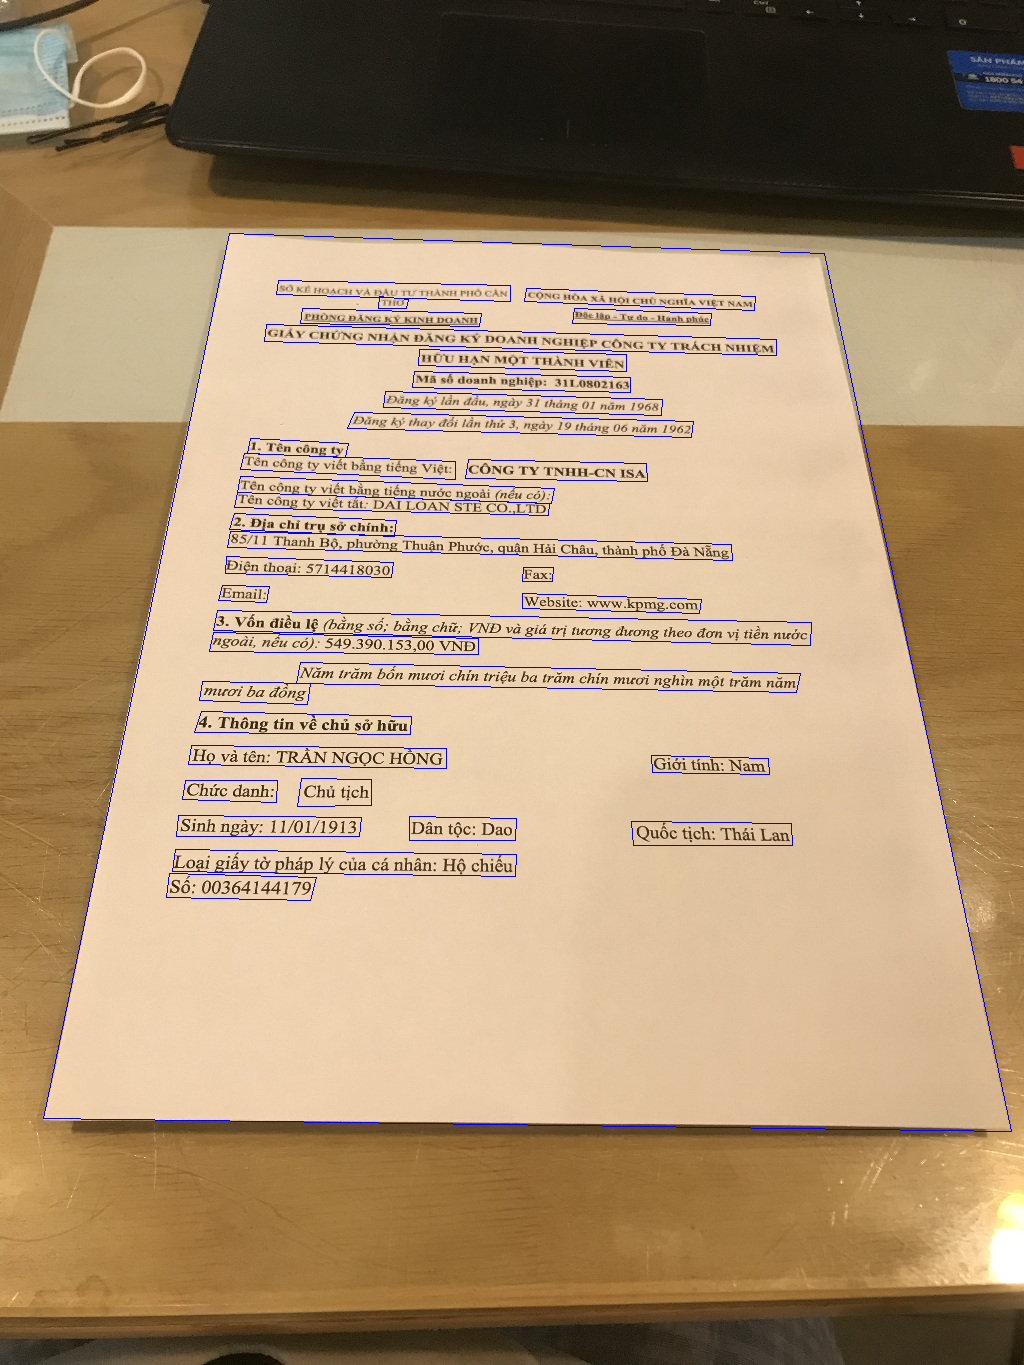 SẢN PHẨM
1800 54
SỞ KẾ HOẠCH VÀ ĐẦU TƯ THÀNH PHỐ CẦN THƠ
CỘNG HÒA XÃ HỘI CHỦ NGHĨA VIỆT NAM
PHÒNG ĐĂNG KÝ KINH DOANH
Độc lập - Tự do - Hạnh phúc
GIẤY CHỨNG NHẬN ĐĂNG KÝ DOANH NGHIỆP CÔNG TY TRÁCH NHIỆM
HỮU HẠN MỘT THÀNH VIÊN
Mã số doanh nghiệp: 31L0802163
Đăng ký lần đầu, ngày 31 tháng 01 năm 1968
Đăng ký thay đổi lần thứ 3, ngày 19 tháng 06 năm 1962
1. Tên công ty
Tên công ty viết bằng tiếng Việt: CÔNG TY TNHH-CN ISA
Tên công ty viết bằng tiếng nước ngoài (nếu có):
Tên công ty viết tắt: DAI LOAN STE CO.,LTD
2. Địa chỉ trụ sở chính:
85/11 Thanh Bộ, phường Thuận Phước, quận Hải Châu, thành phố Đà Nẵng
Điện thoại: 5714418030 Fax:
Email: Website: www.kpmg.com
3. Vốn điều lệ (bằng số; bằng chữ; VNĐ và giá trị tương đương theo đơn vị tiền nước
ngoài, nếu có): 549.390.153,00 VNĐ
Năm trăm bốn mươi chín triệu ba trăm chín mươi nghìn một trăm năm
mươi ba đồng
4. Thông tin về chủ sở hữu
Họ và tên: TRẦN NGỌC HỒNG Giới tính: Nam
Chức danh: Chủ tịch
Sinh ngày: 11/01/1913 Dân tộc: Dao Quốc tịch: Thái Lan
Loại giấy tờ pháp lý của cá nhân: Hộ chiếu
Số: 00364144179